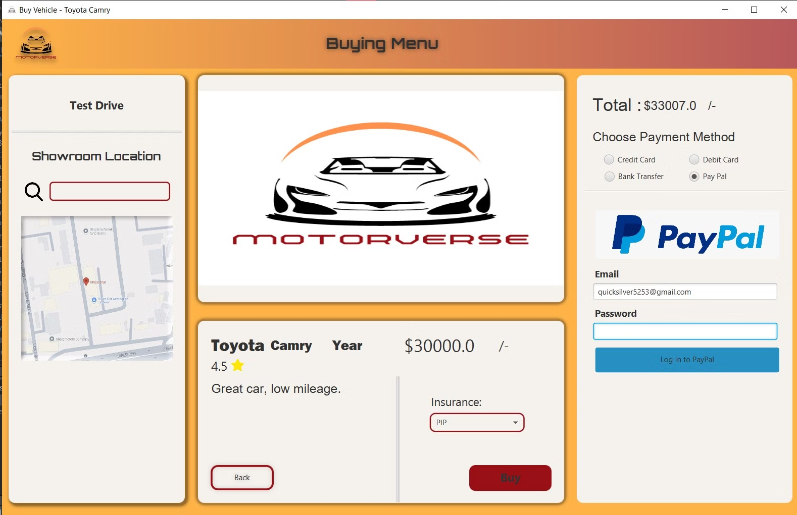 Buy Vehicle - Toyota Camry
MOTORVERSE
Buying Menu
Test Drive
Showroom Location
MOTORVERSE
Toyota Camry Year $30000.0 /-
4.5
Great car, low mileage.
Insurance:
PIP
Back
Buy
Total : $33007.0 /-
Choose Payment Method
Credit Card Debit Card
Bank Transfer Pay Pal
PayPal
Email
quicksilver5253@gmail.com
Password
Log in to PayPal